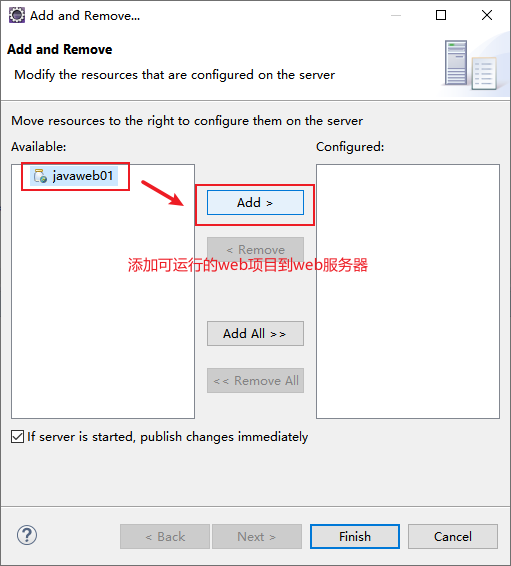 Add and Remove...
Add and Remove
Modify the resources that are configured on the server
Move resources to the right to configure them on the server
Available:
Configured:
javaweb01
Add >
< Remove
添加可运行的web项目到web服务器
Add All >>
<< Remove All
If server is started, publish changes immediately
?
< Back
Next >
Finish
Cancel